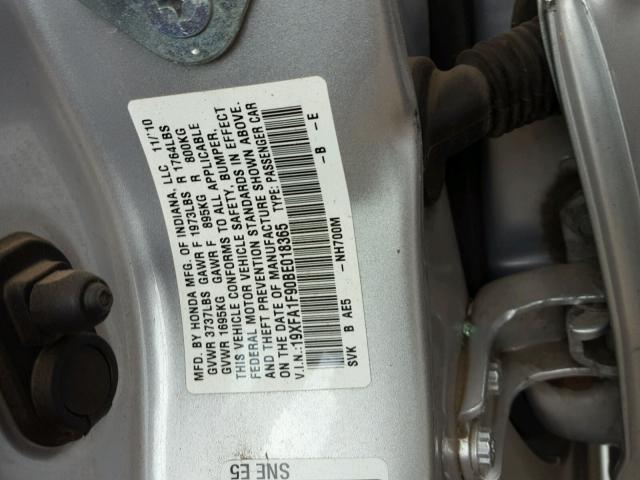 MFD. BY HONDA MFG. OF INDIANA, LLC 11/'10
GVWR 3737LBS GAWR F 1973LBS R 1764LBS
GVWR 1695KG GAWR F 895KG R 800KG
THIS VEHICLE CONFORMS TO ALL APPLICABLE
FEDERAL MOTOR VEHICLE SAFETY, BUMPER,
AND THEFT PREVENTION STANDARDS IN EFFECT
ON THE DATE OF MANUFACTURE SHOWN ABOVE.
V.I.N.:19XFA1F90BE018365 TYPE: PASSENGER CAR
SVK B AE5 -NH700M -B -E
SNE E5